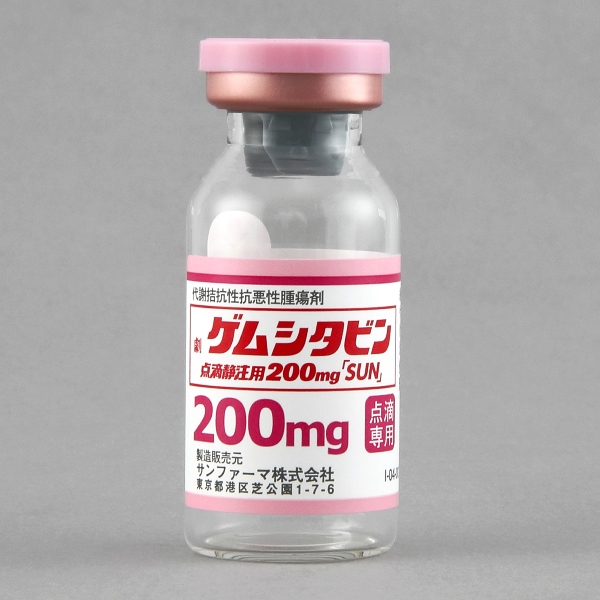 代謝拮抗性抗悪性腫瘍剤
劇 ゲムシタビン
点滴静注用200mg「SUN」
200mg
点滴
専用
製造販売元
サンファーマ株式会社
東京都港区芝公園1-7-6